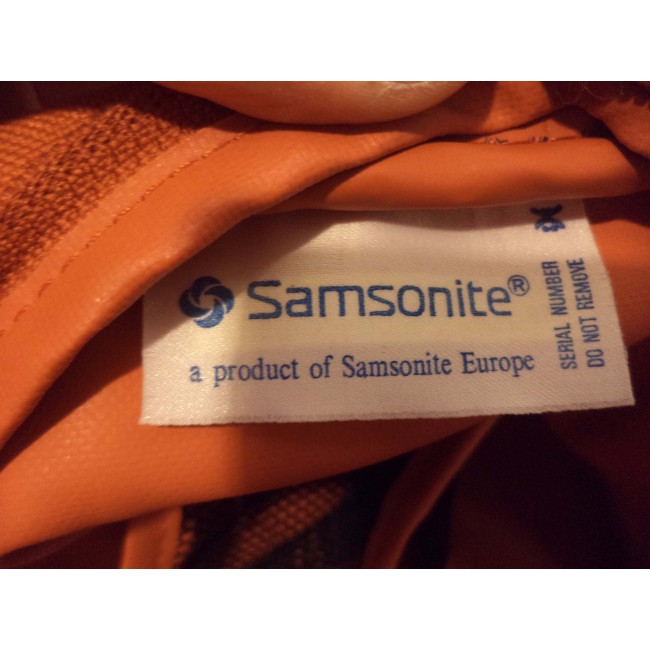 Samsonite®
a product of Samsonite Europe
SERIAL NUMBER
DO NOT REMOVE